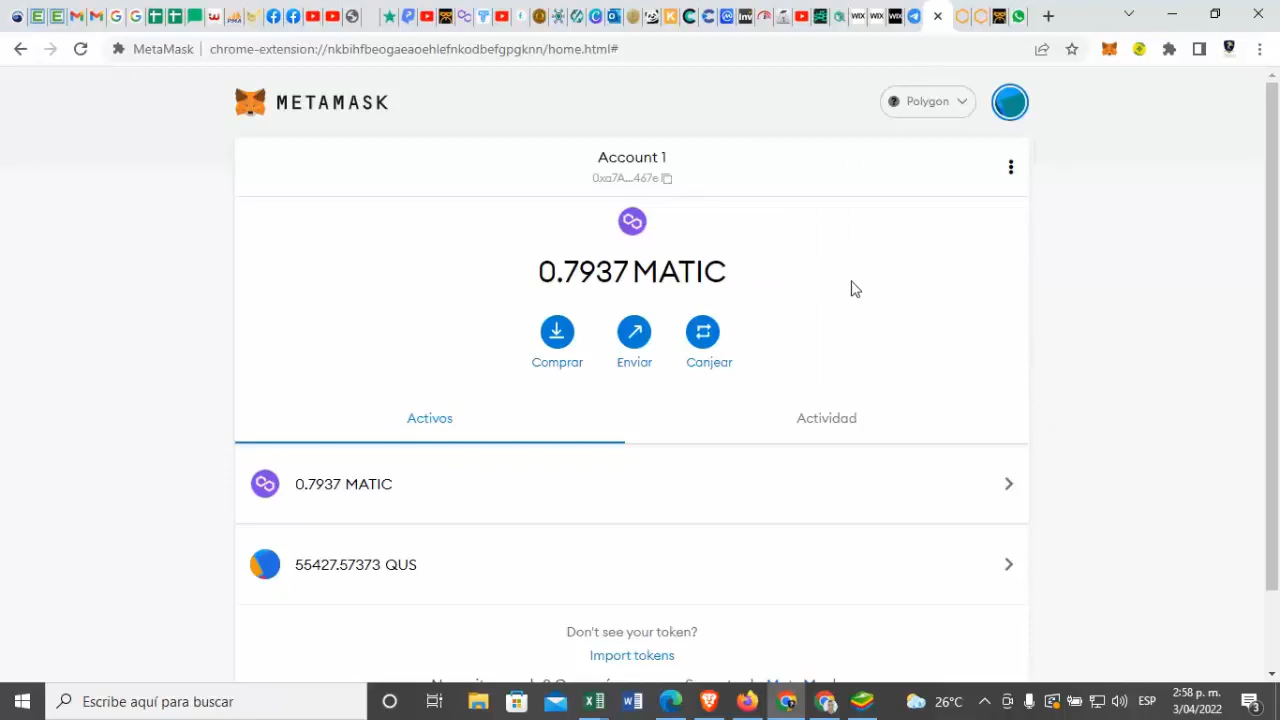 MetaMask
chrome-extension://nkbihfbeogaeaoehlefnkodbefgpgknn/home.html#
METAMASK
Polygon
Account 1
0xa7A...467e
0.7937 MATIC
Comprar
Enviar
Canjear
Activos
Actividad
0.7937 MATIC
55427.57373 QUS
Don't see your token?
Import tokens
Escribe aquí para buscar
26°C
ESP
2:58 p. m.
3/04/2022